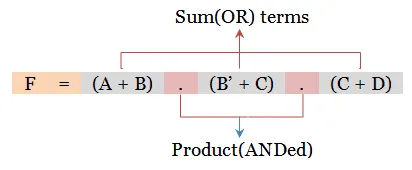 Sum(OR) terms
F = (A + B) . (B’ + C) . (C + D)
Product(ANDed)